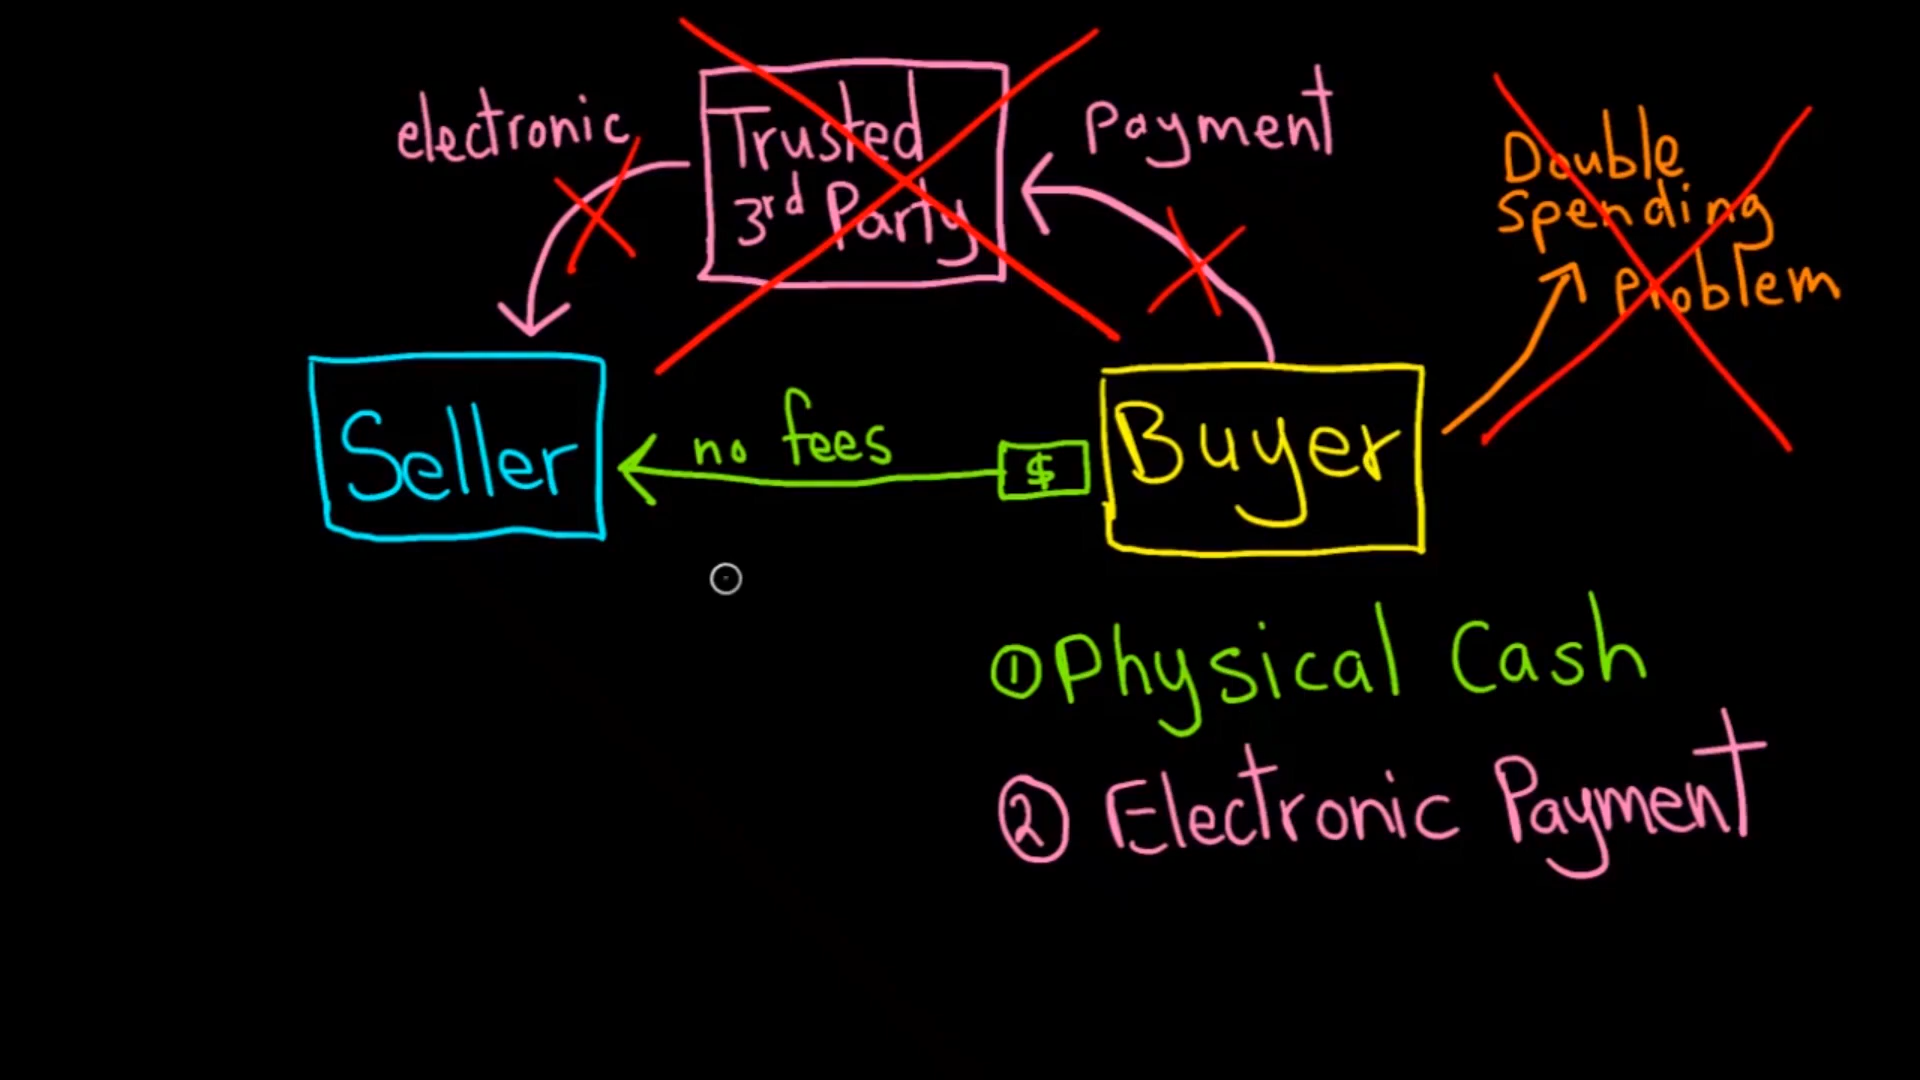 electronic
Trusted
3rd Party
Payment
Double
Spending
Problem
Seller
no fees
$
Buyer
① Physical Cash
② Electronic Payment